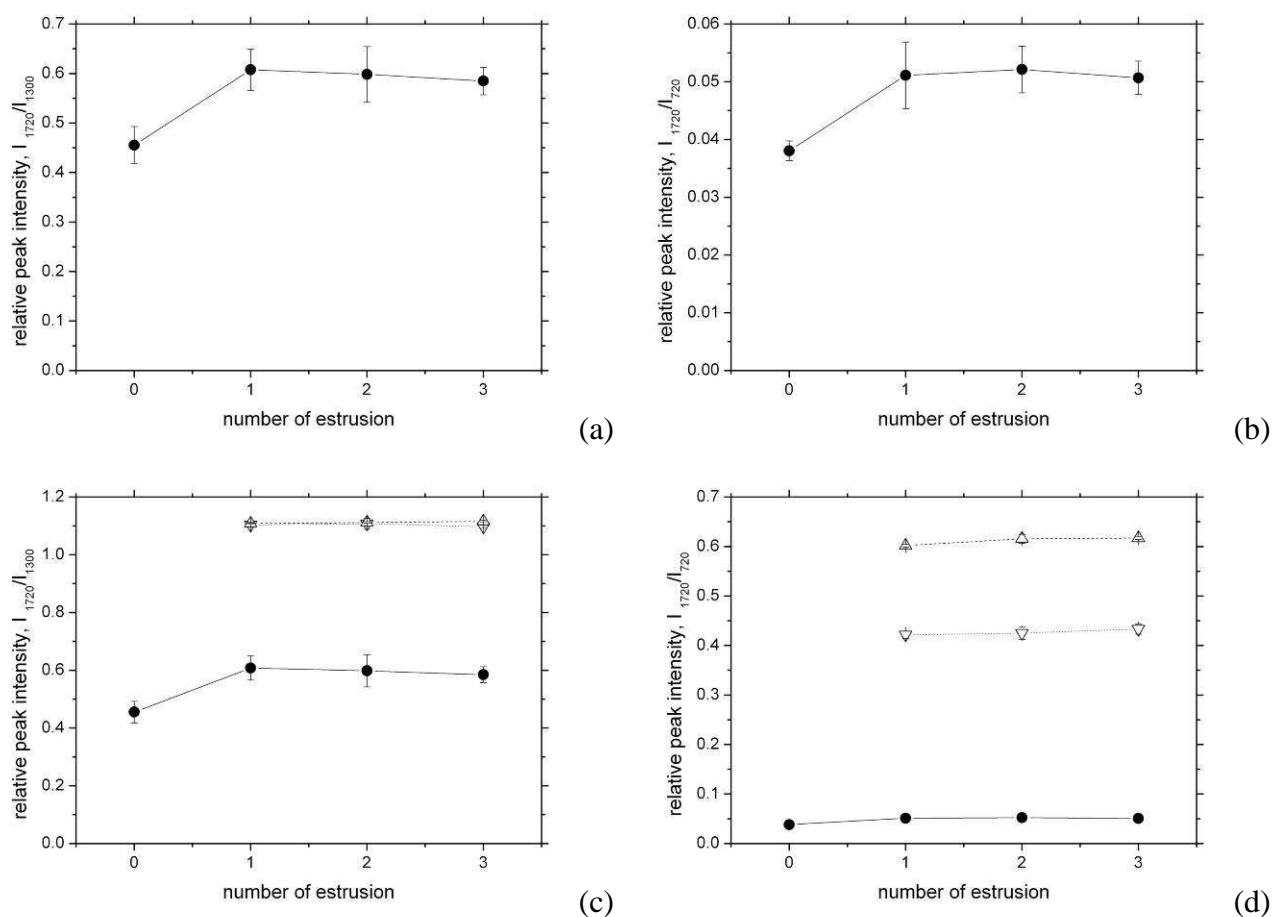 0.7
0.6
0.5
0.4
0.3
0.2
0.1
0.0
relative peak intensity, I 1720/I1300
0 1 2 3
number of estrusion
(a)
0.06
0.05
0.04
0.03
0.02
0.01
0.00
relative peak intensity, I 1720/I720
0 1 2 3
number of estrusion
(b)
1.2
1.0
0.8
0.6
0.4
0.2
0.0
relative peak intensity, I 1720/I1300
0 1 2 3
number of estrusion
(c)
0.7
0.6
0.5
0.4
0.3
0.2
0.1
0.0
relative peak intensity, I 1720/I720
0 1 2 3
number of estrusion
(d)